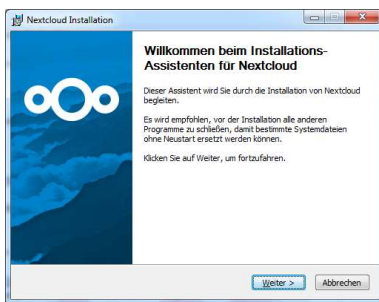 Nextcloud Installation
Willkommen beim Installations-
Assistenten für Nextcloud
Dieser Assistent wird Sie durch die Installation von Nextcloud
begleiten.
Es wird empfohlen, vor der Installation alle anderen
Programme zu schließen, damit bestimmte Systemdateien
ohne Neustart ersetzt werden können.
Klicken Sie auf Weiter, um fortzufahren.
Weiter > Abbrechen